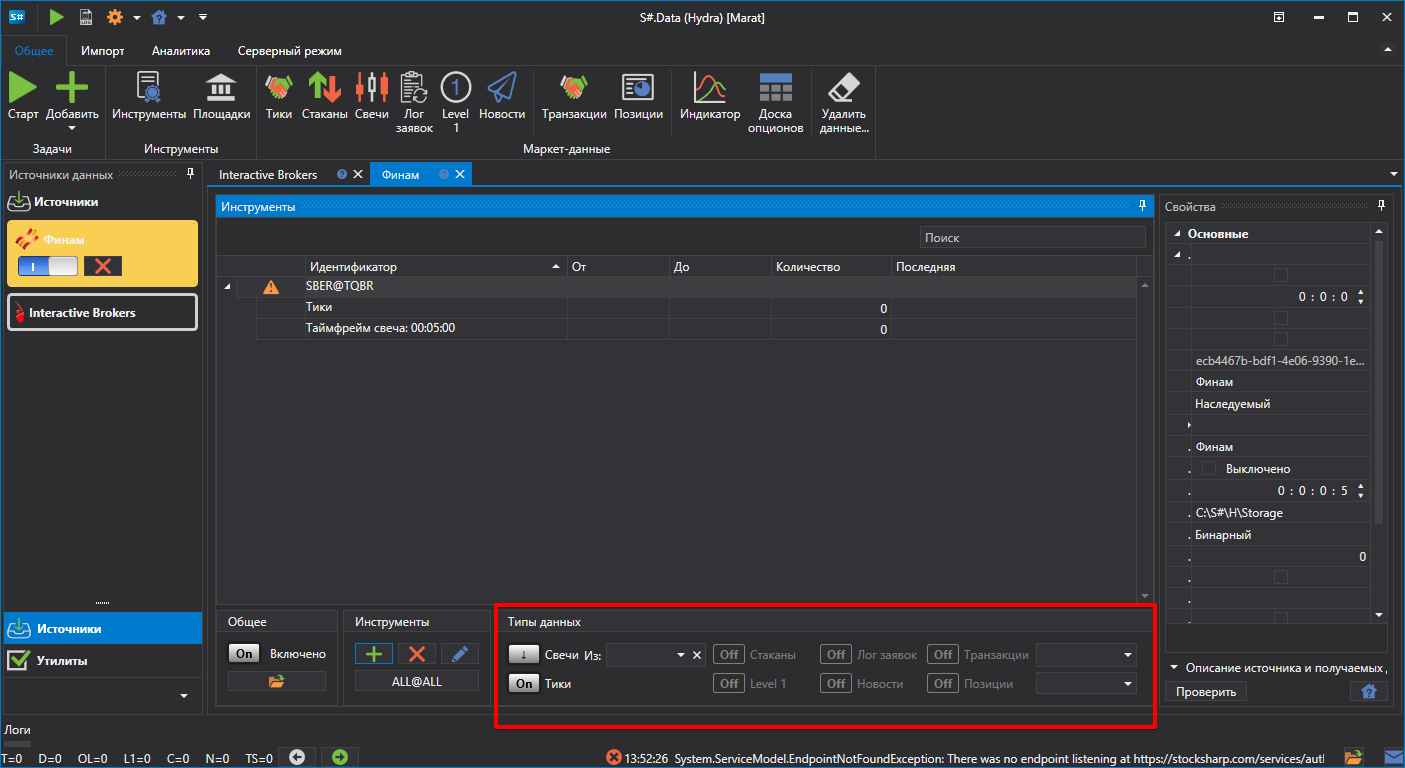 S#.Data (Hydra) [Marat]
Общее Импорт Аналитика Серверный режим
Старт Добавить Инструменты Площадки Тики Стаканы Свечи Лог заявок 1 Level 1 Новости Транзакции Позиции Индикатор Доска опционов Удалить данные...
Задачи Инструменты Маркет-данные
Источники данных
Источники
Финам
I
Interactive Brokers
Источники
Утилиты
Interactive Brokers ? Финам ?
Инструменты
Поиск
Идентификатор От До Количество Последняя
SBER@TQBR
Тики 0
Таймфрейм свеча: 00:05:00 0
Общее
On Включено
Инструменты
ALL@ALL
Типы данных
↓ Свечи Из: Off Стаканы Off Лог заявок Off Транзакции
On Тики Off Level 1 Off Новости Off Позиции
Свойства
Основные
.
0 : 0 : 0
ecb4467b-bdf1-4e06-9390-1e...
Финам
Наследуемый
. Финам
. Выключено
. 0 : 0 : 0 : 5
. C:\S#\H\Storage
. Бинарный
. 0
.
.
.
Описание источника и получаемых
Проверить
Логи
T=0 D=0 OL=0 L1=0 C=0 N=0 TS=0 13:52:26 System.ServiceModel.EndpointNotFoundException: There was no endpoint listening at https://stocksharp.com/services/aut